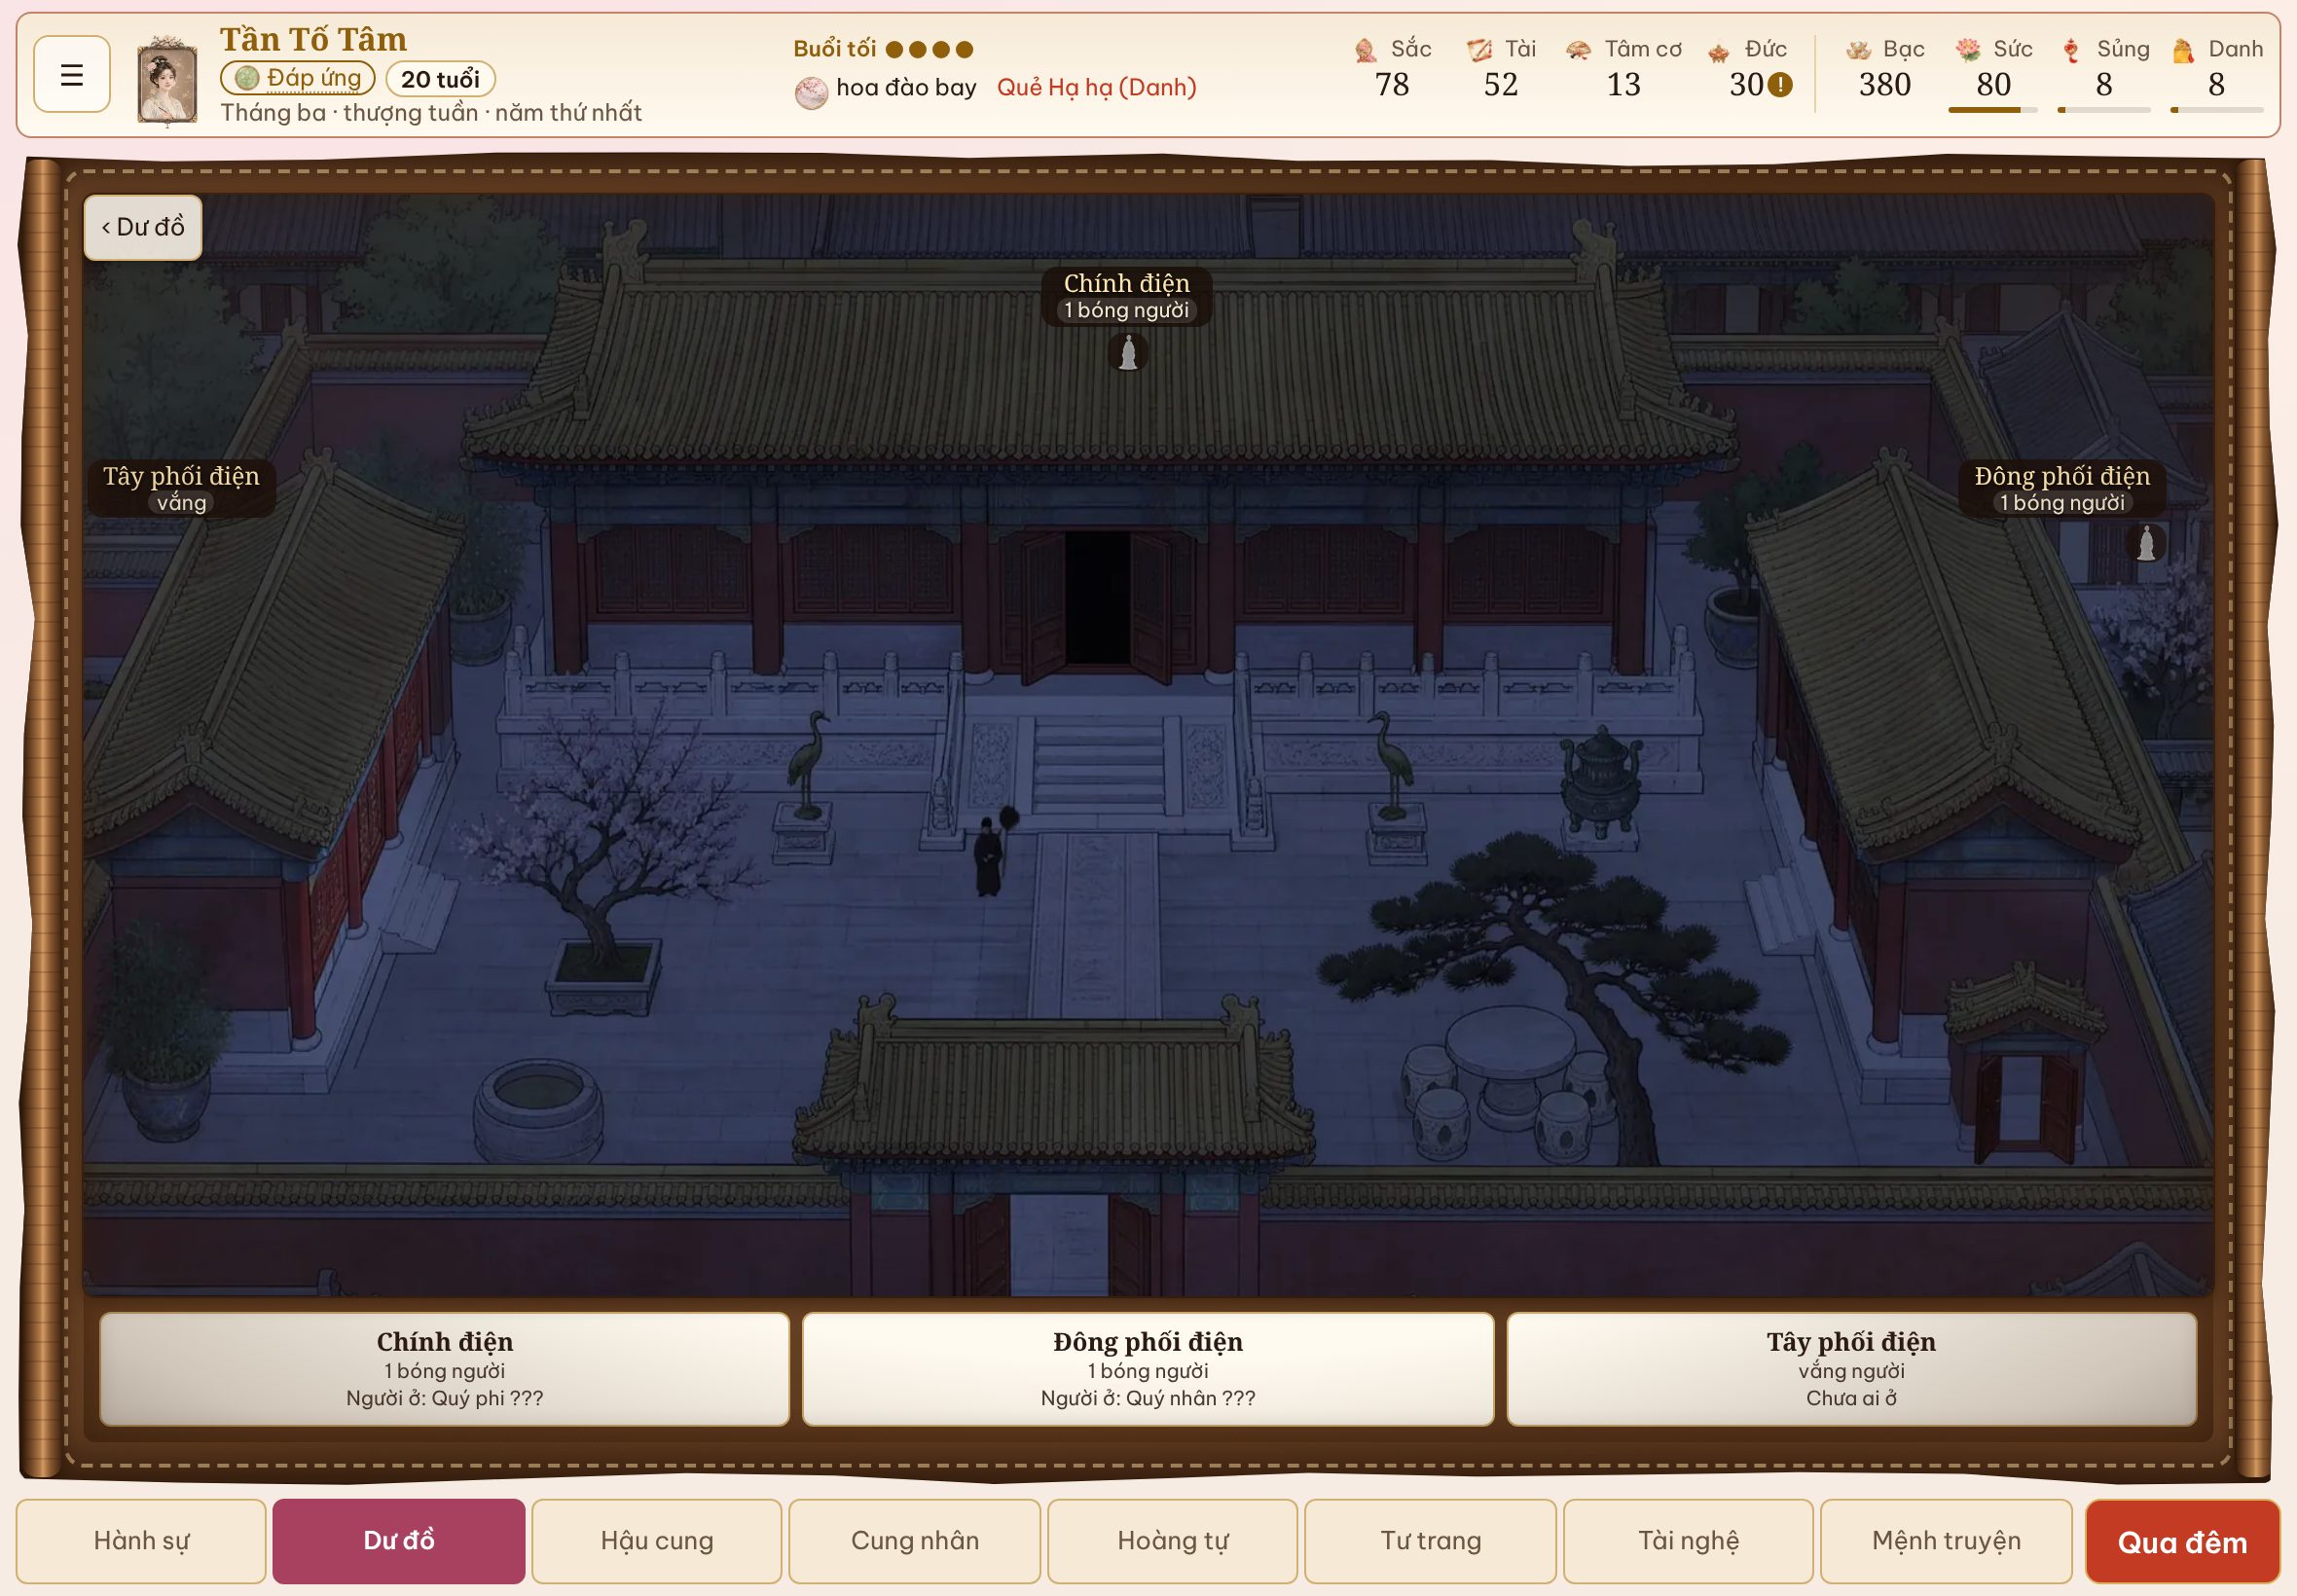 ☰
Tần Tố Tâm
Đáp ứng
20 tuổi
Tháng ba · thượng tuần · năm thứ nhất
Buổi tối
hoa đào bay
Quẻ Hạ hạ (Danh)
Sắc
78
Tài
52
Tâm cơ
13
Đức
30
!
Bạc
380
Sức
80
Sủng
8
Danh
8
‹ Dư đồ
Chính điện
1 bóng người
Tây phối điện
vắng
Đông phối điện
1 bóng người
Chính điện
1 bóng người
Người ở: Quý phi ???
Đông phối điện
1 bóng người
Người ở: Quý nhân ???
Tây phối điện
vắng người
Chưa ai ở
Hành sự
Dư đồ
Hậu cung
Cung nhân
Hoàng tự
Tư trang
Tài nghệ
Mệnh truyện
Qua đêm